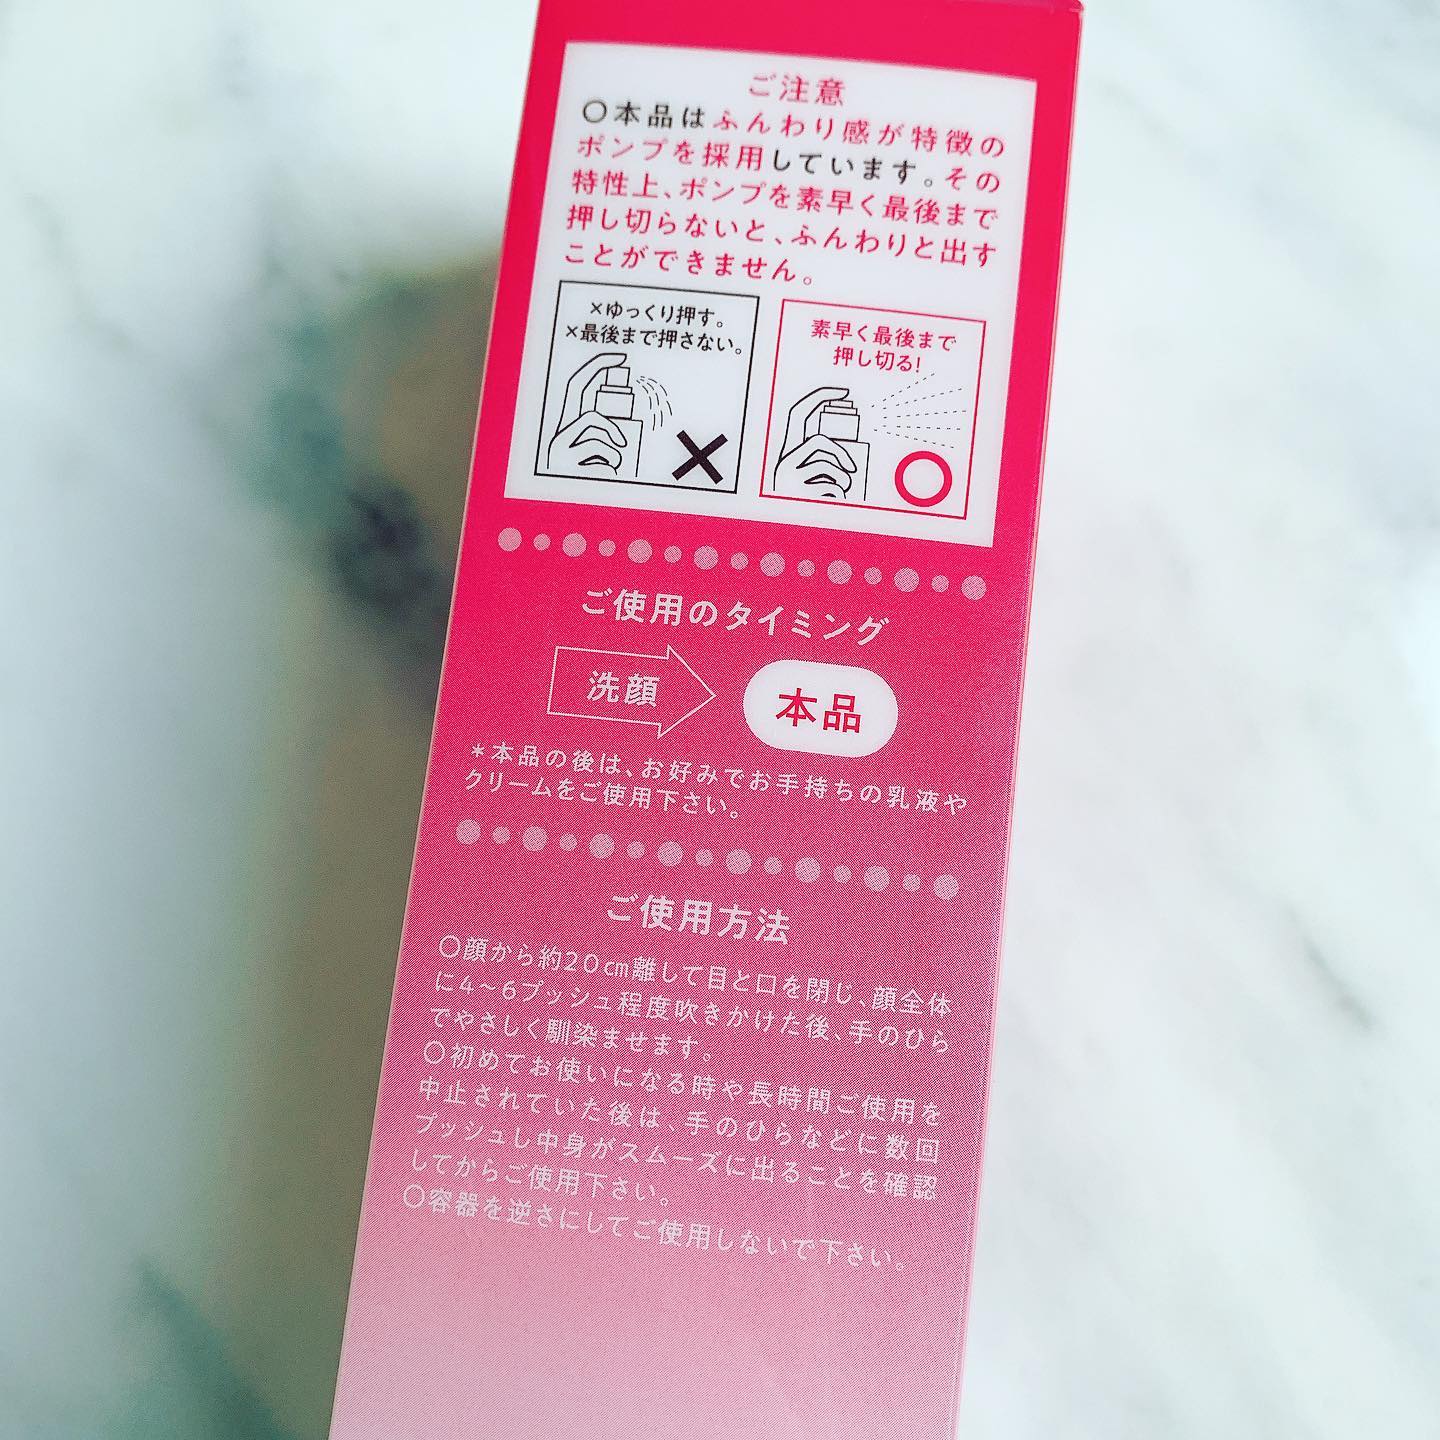 ご注意
〇本品はふんわり感が特徴の
ポンプを採用しています。その
特性上、ポンプを素早く最後まで
押し切らないと、ふんわりと出す
ことができません。
×ゆっくり押す。
×最後まで押さない。
素早く最後まで
押し切る!
ご使用のタイミング
洗顔
本品
＊本品の後は、お好みでお手持ちの乳液や
クリームをご使用下さい。
ご使用方法
〇顔から約20㎝離して目と口を閉じ、顔全体
に4〜6プッシュ程度吹きかけた後、手のひら
でやさしく馴染ませます。
〇初めてお使いになる時や長時間ご使用を
中止されていた後は、手のひらなどに数回
プッシュし中身がスムーズに出ることを確認
してからご使用下さい。
〇容器を逆さにしてご使用しないで下さい。